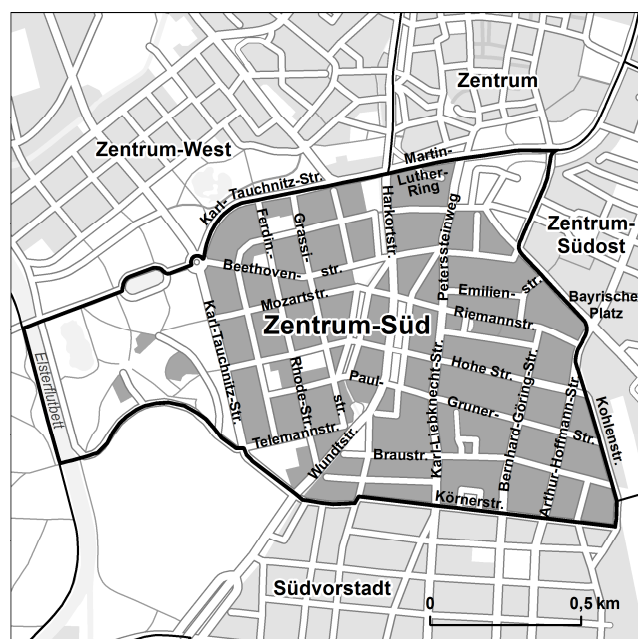 Zentrum
Zentrum-West
Martin-
Luther-
Ring
Karl- Tauchnitz-Str.
Harkortstr.
Peterssteinweg
Ferdin.-
Grassi-
Zentrum-
Südost
Beethoven-
str.
Emilien-
str.
Bayrischer
Platz
Mozartstr.
Riemannstr.
Zentrum-Süd
Karl-Tauchnitz-Str.
Elsterflutbett
Rhode-Str.
str.
Paul-
Hohe Str.
Karl-Liebknecht-Str.
Gruner-
Str.
Bernhard-Göring-Str.
Arthur-Hoffmann-Str.
Kohlenstr.
Telemannstr.
Wundtstr.
Braustr.
Körnerstr.
Südvorstadt
0
0,5 km